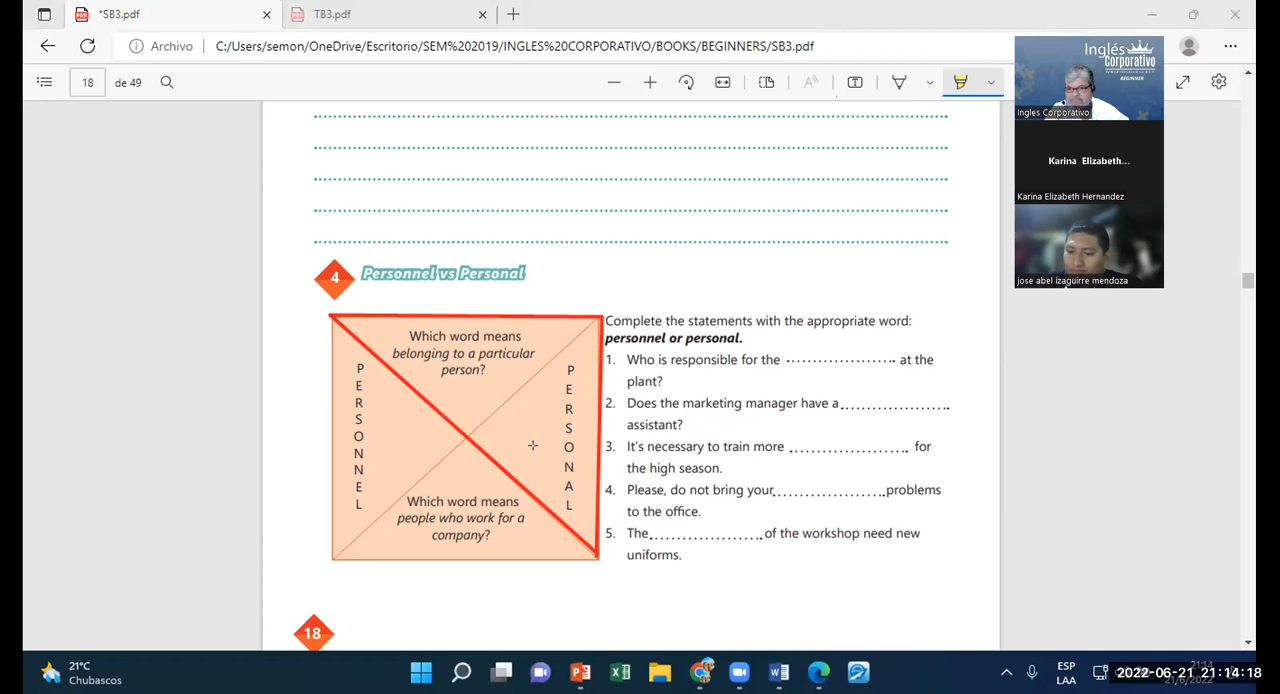 *SB3.pdf
TB3.pdf
Archivo
C:/Users/semon/OneDrive/Escritorio/SEM%202019/INGLES%20CORPORATIVO/BOOKS/BEGINNERS/SB3.pdf
18 de 49
Inglés
Corporativo
BEGINNER
Ingles Corporativo
Karina Elizabeth...
Karina Elizabeth Hernandez
jose abel izaguirre mendoza
4 Personnel vs Personal
Which word means
belonging to a particular
person?
PERSONNEL
PERSONAL
Which word means
people who work for a
company?
Complete the statements with the appropriate word:
personnel or personal.
1. Who is responsible for the .................... at the
plant?
2. Does the marketing manager have a ....................
assistant?
3. It's necessary to train more .................... for
the high season.
4. Please, do not bring your .................... problems
to the office.
5. The .................... of the workshop need new
uniforms.
18
21°C
Chubascos
ESP
LAA
2022-06-21 21:14:18